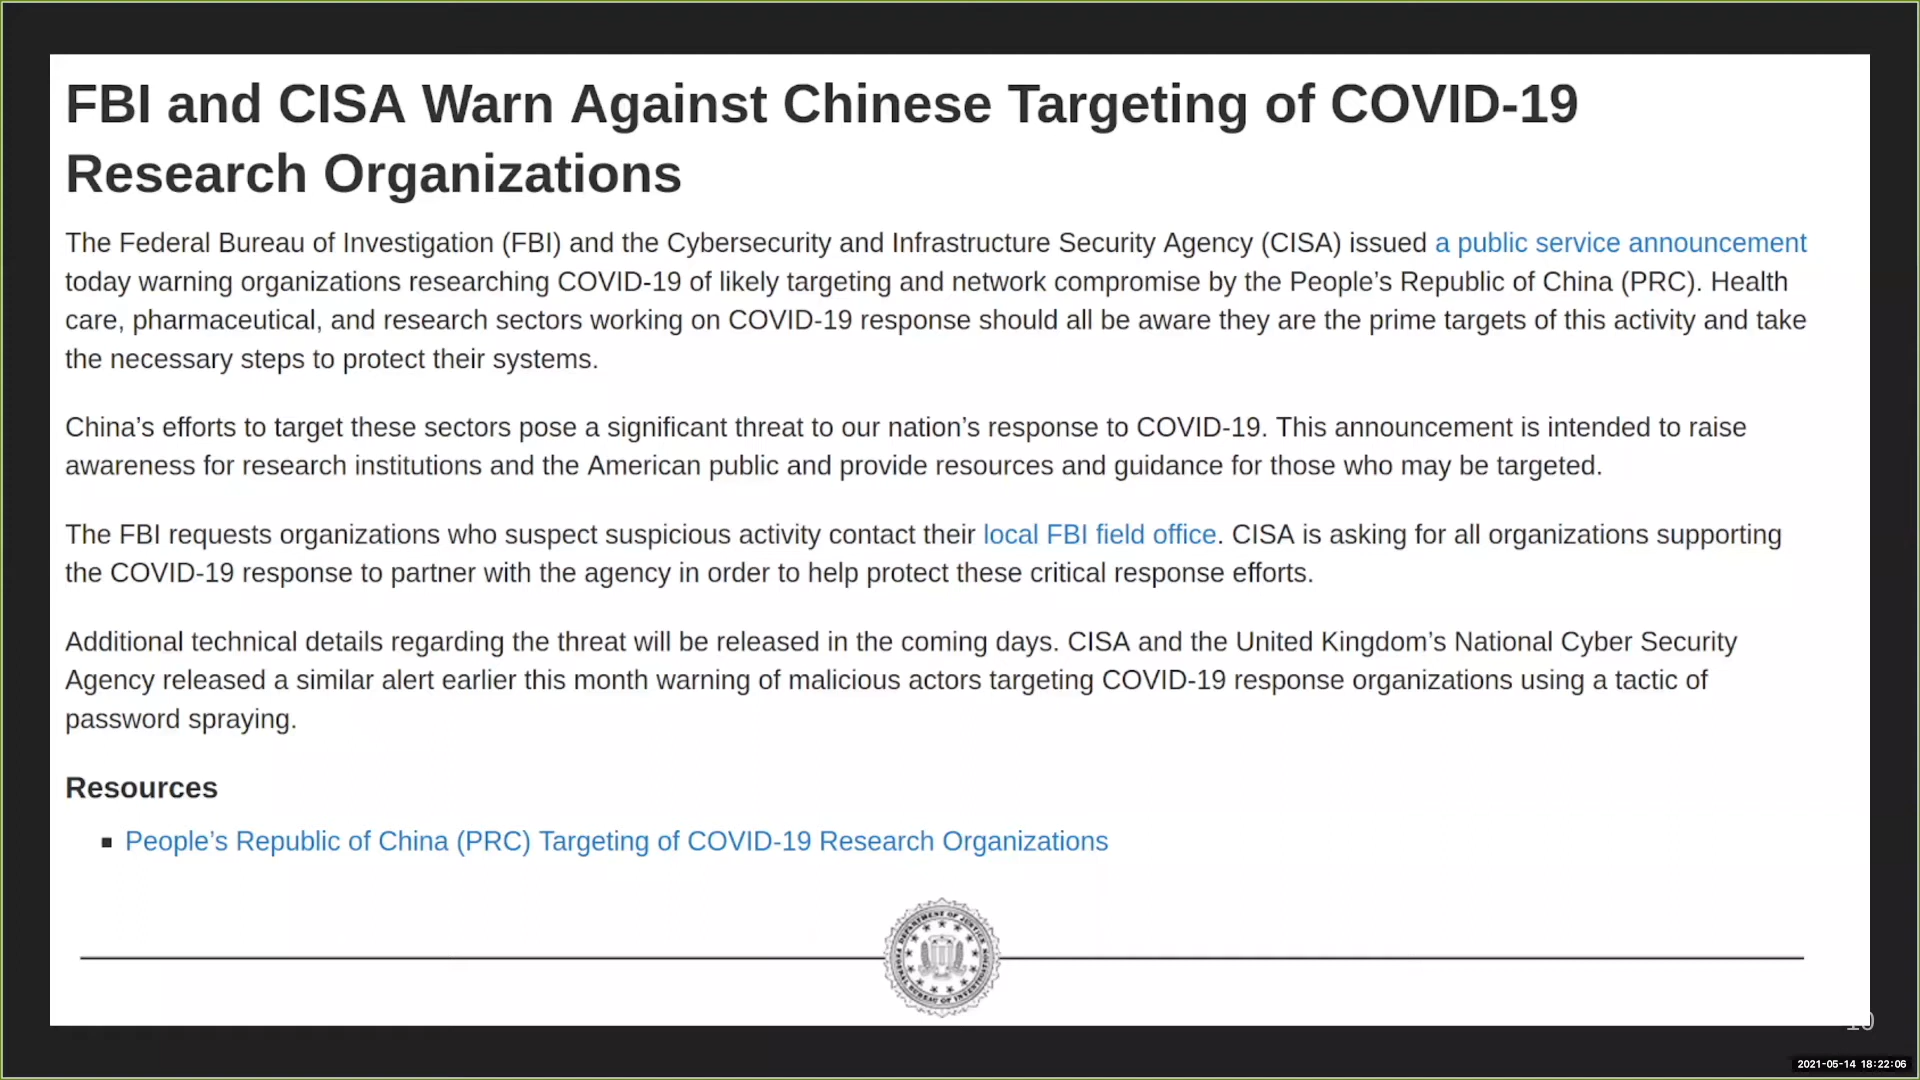 FBI and CISA Warn Against Chinese Targeting of COVID-19
Research Organizations
The Federal Bureau of Investigation (FBI) and the Cybersecurity and Infrastructure Security Agency (CISA) issued a public service announcement
today warning organizations researching COVID-19 of likely targeting and network compromise by the People’s Republic of China (PRC). Health
care, pharmaceutical, and research sectors working on COVID-19 response should all be aware they are the prime targets of this activity and take
the necessary steps to protect their systems.
China’s efforts to target these sectors pose a significant threat to our nation’s response to COVID-19. This announcement is intended to raise
awareness for research institutions and the American public and provide resources and guidance for those who may be targeted.
The FBI requests organizations who suspect suspicious activity contact their local FBI field office. CISA is asking for all organizations supporting
the COVID-19 response to partner with the agency in order to help protect these critical response efforts.
Additional technical details regarding the threat will be released in the coming days. CISA and the United Kingdom’s National Cyber Security
Agency released a similar alert earlier this month warning of malicious actors targeting COVID-19 response organizations using a tactic of
password spraying.
Resources
People’s Republic of China (PRC) Targeting of COVID-19 Research Organizations
DEPARTMENT OF JUSTICE
FEDERAL BUREAU OF INVESTIGATION
2021-05-14 18:22:06